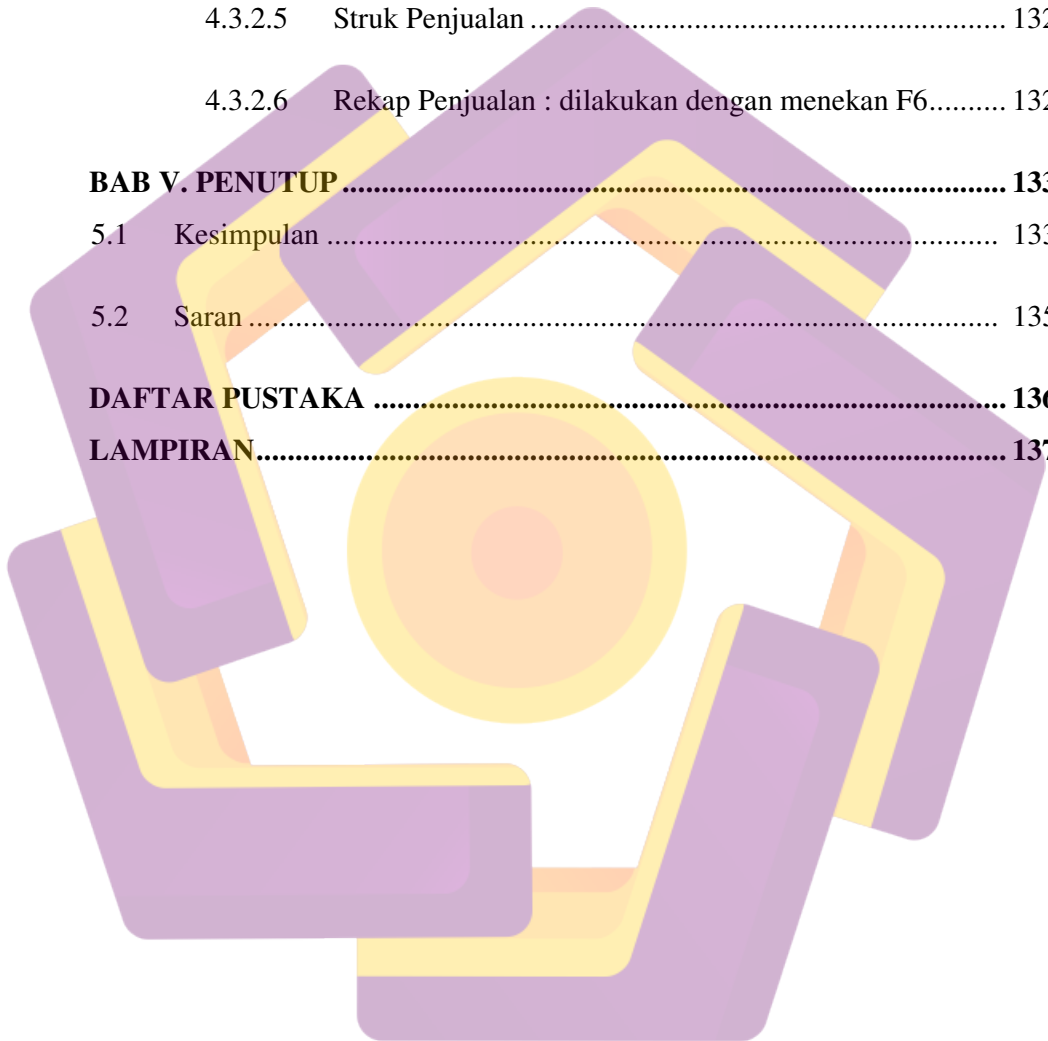 4.3.2.5 Struk Penjualan ............................................................... 132
4.3.2.6 Rekap Penjualan : dilakukan dengan menekan F6.......... 132
BAB V. PENUTUP ........................................................................................ 133
5.1 Kesimpulan ......................................................................................... 133
5.2 Saran ................................................................................................... 135
DAFTAR PUSTAKA .................................................................................... 136
LAMPIRAN.................................................................................................... 137